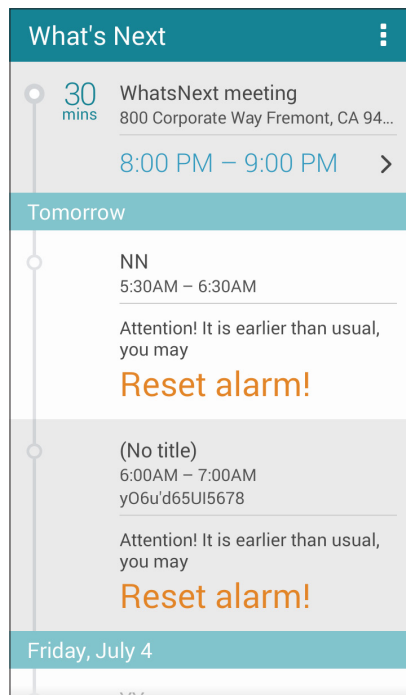 What's Next
30
mins
WhatsNext meeting
800 Corporate Way Fremont, CA 94...
8:00 PM – 9:00 PM
Tomorrow
NN
5:30AM – 6:30AM
Attention! It is earlier than usual,
you may
Reset alarm!
(No title)
6:00AM – 7:00AM
yO6u'd65UI5678
Attention! It is earlier than usual,
you may
Reset alarm!
Friday, July 4